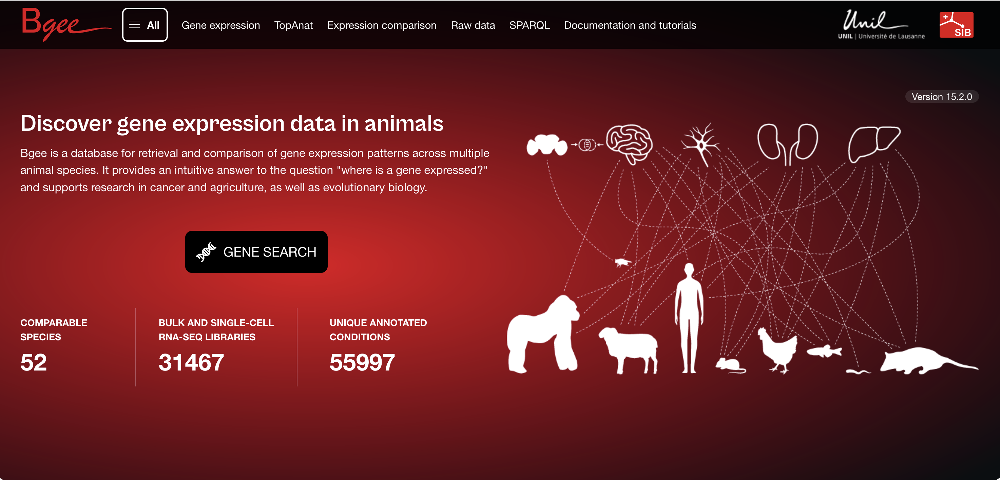 Bgee
All
Gene expression
TopAnat
Expression comparison
Raw data
SPARQL
Documentation and tutorials
Unil
UNIL | Université de Lausanne
SIB
Version 15.2.0
Discover gene expression data in animals
Bgee is a database for retrieval and comparison of gene expression patterns across multiple
animal species. It provides an intuitive answer to the question "where is a gene expressed?"
and supports research in cancer and agriculture, as well as evolutionary biology.
GENE SEARCH
COMPARABLE
SPECIES
52
BULK AND SINGLE-CELL
RNA-SEQ LIBRARIES
31467
UNIQUE ANNOTATED
CONDITIONS
55997